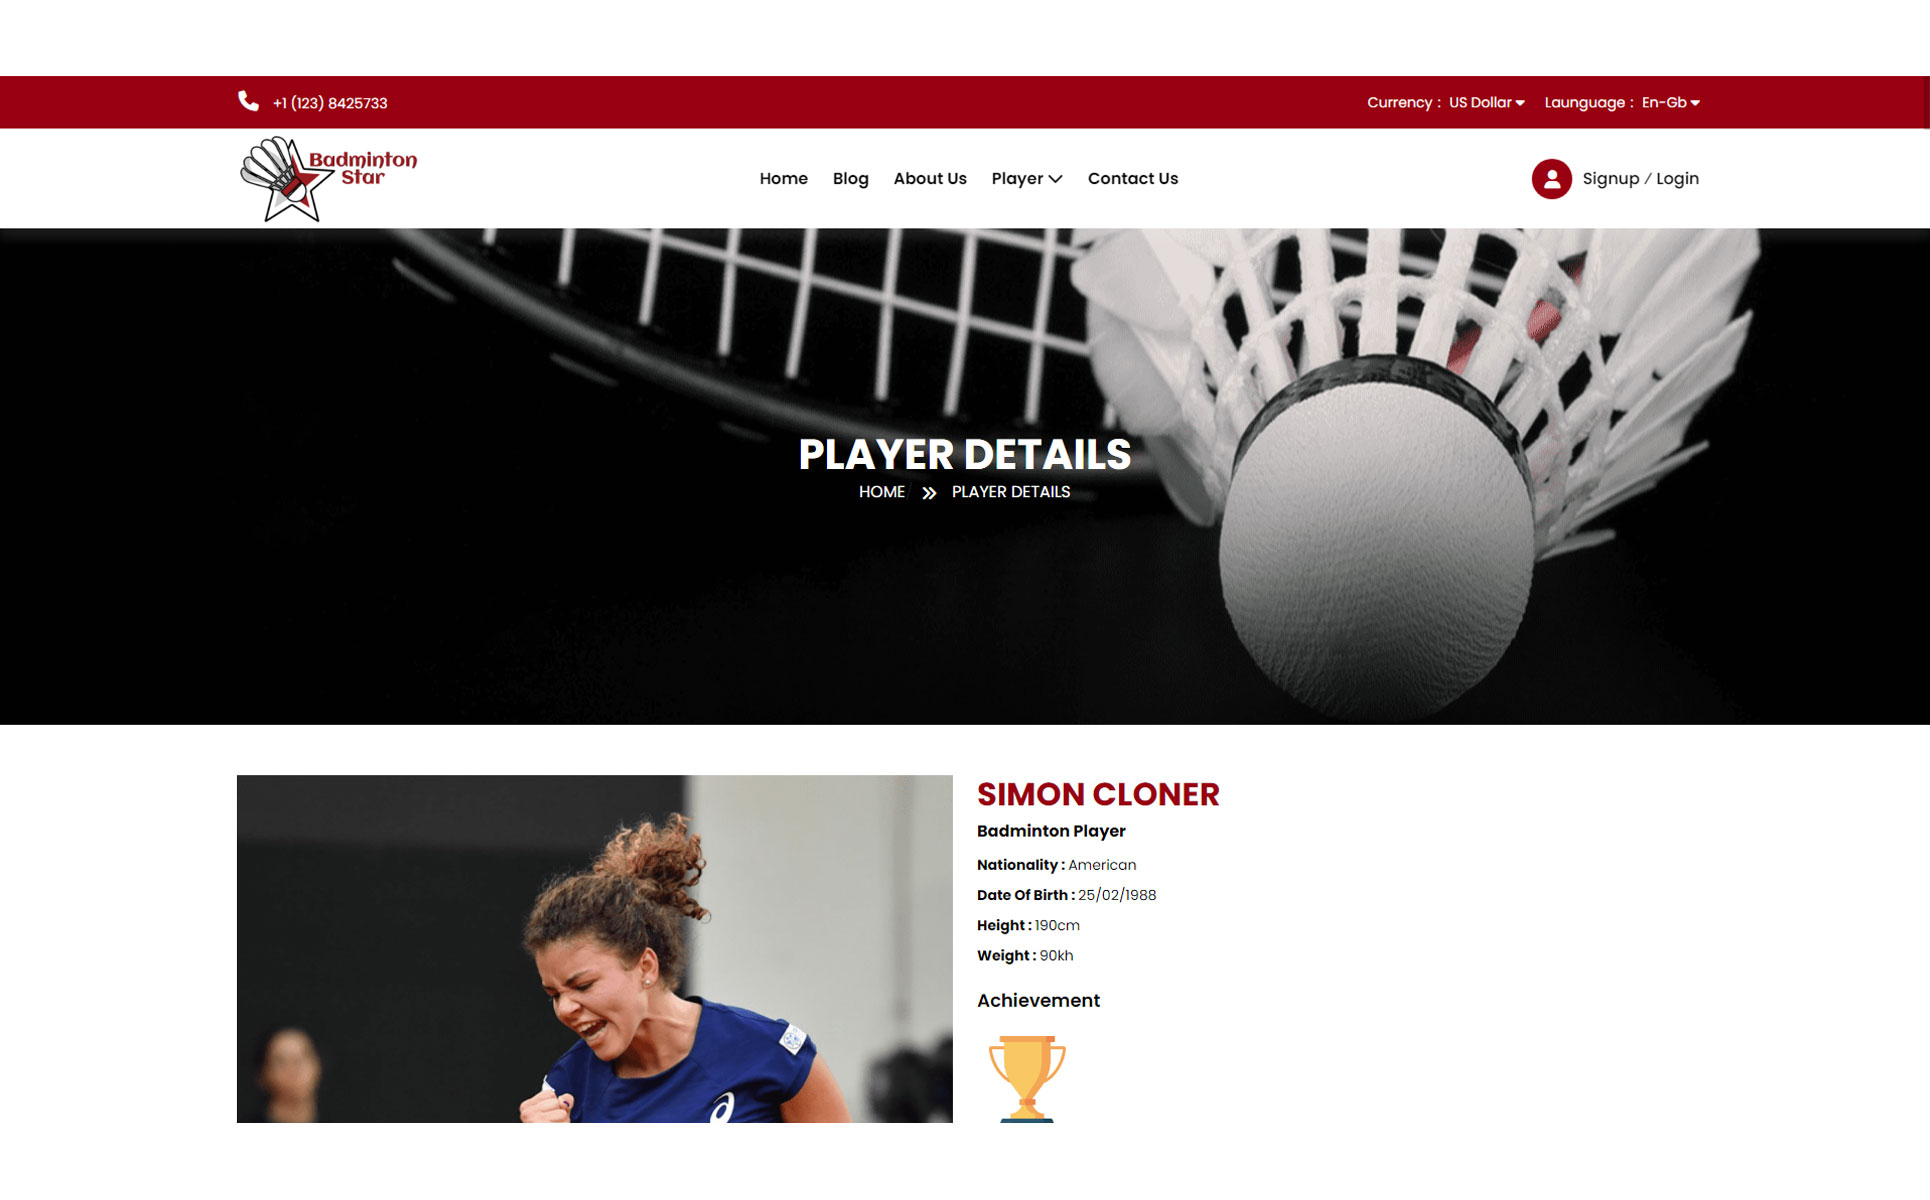 +1 (123) 8425733
Currency : US Dollar
Launguage : En-Gb
Badminton
Star
Home Blog About Us Player Contact Us
Signup / Login
PLAYER DETAILS
HOME » PLAYER DETAILS
SIMON CLONER
Badminton Player
Nationality : American
Date Of Birth : 25/02/1988
Height : 190cm
Weight : 90kh
Achievement